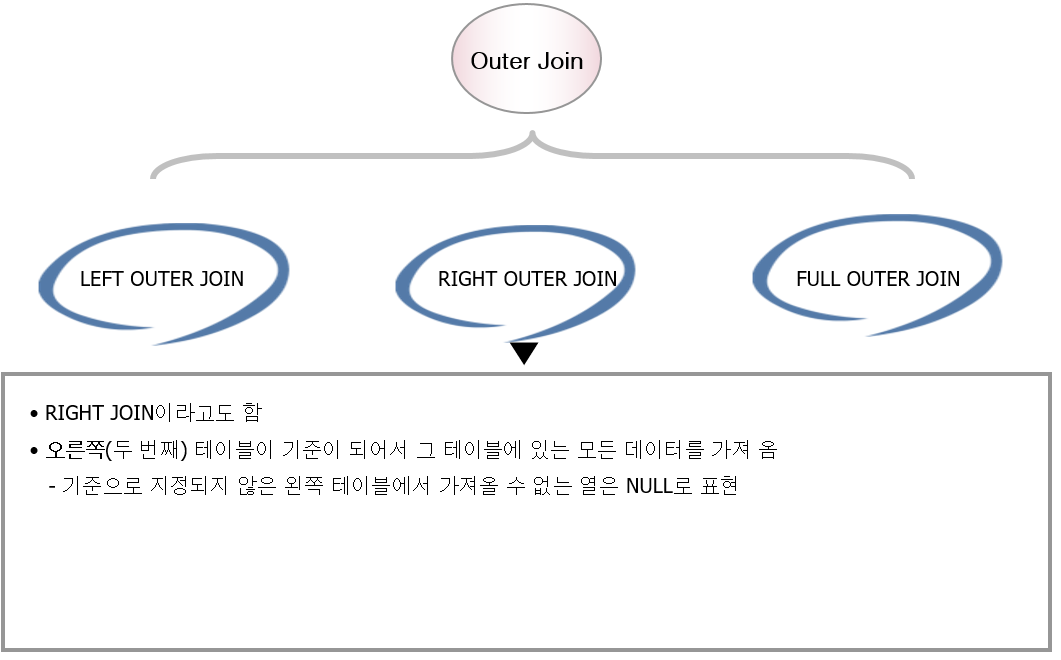 Outer Join
LEFT OUTER JOIN
RIGHT OUTER JOIN
FULL OUTER JOIN
• RIGHT JOIN이라고도 함
• 오른쪽(두 번째) 테이블이 기준이 되어서 그 테이블에 있는 모든 데이터를 가져 옴
- 기준으로 지정되지 않은 왼쪽 테이블에서 가져올 수 없는 열은 NULL로 표현